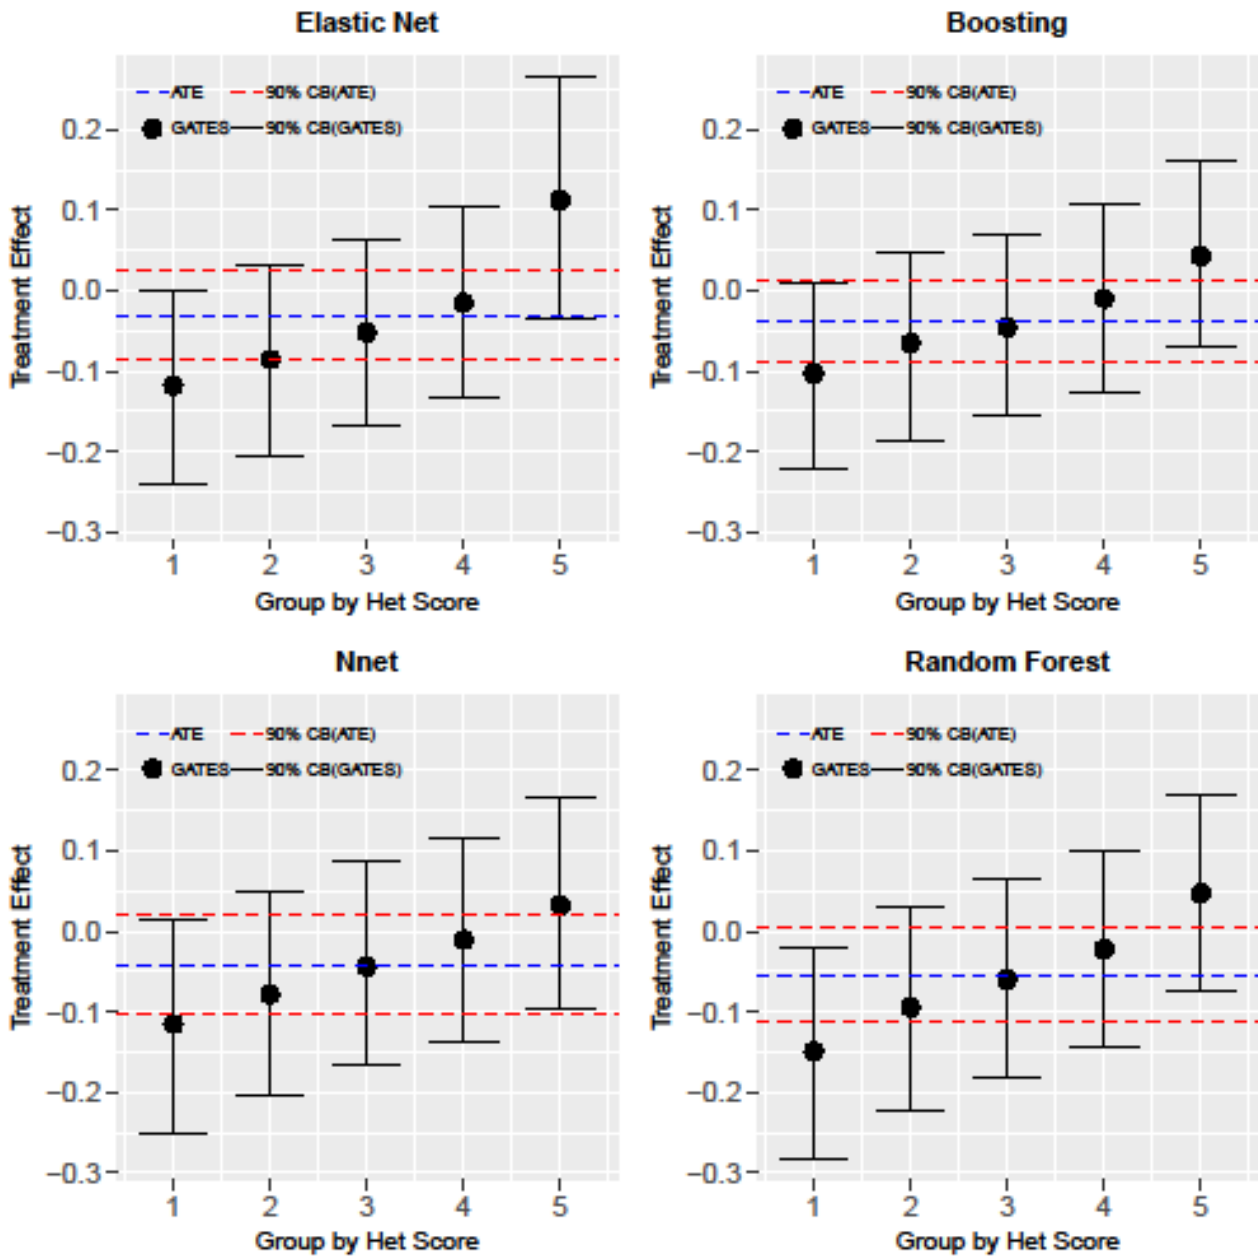 Elastic Net
ATE 90% CB(ATE)
GATES 90% CB(GATES)
Treatment Effect
0.2
0.1
0.0
−0.1
−0.2
−0.3
1 2 3 4 5
Group by Het Score
Boosting
ATE 90% CB(ATE)
GATES 90% CB(GATES)
Treatment Effect
0.2
0.1
0.0
−0.1
−0.2
−0.3
1 2 3 4 5
Group by Het Score
Nnet
ATE 90% CB(ATE)
GATES 90% CB(GATES)
Treatment Effect
0.2
0.1
0.0
−0.1
−0.2
−0.3
1 2 3 4 5
Group by Het Score
Random Forest
ATE 90% CB(ATE)
GATES 90% CB(GATES)
Treatment Effect
0.2
0.1
0.0
−0.1
−0.2
−0.3
1 2 3 4 5
Group by Het Score